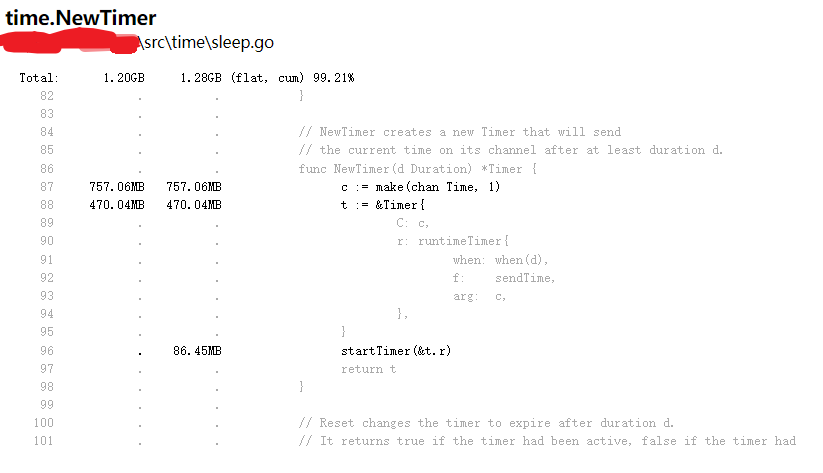 time.NewTimer
\src\time\sleep.go
Total: 1.20GB 1.28GB (flat, cum) 99.21%
82 . . }
83 . .
84 . . // NewTimer creates a new Timer that will send
85 . . // the current time on its channel after at least duration d.
86 . . func NewTimer(d Duration) *Timer {
87 757.06MB 757.06MB c := make(chan Time, 1)
88 470.04MB 470.04MB t := &Timer{
89 . . C: c,
90 . . r: runtimeTimer{
91 . . when: when(d),
92 . . f: sendTime,
93 . . arg: c,
94 . . },
95 . . }
96 . 86.45MB startTimer(&t.r)
97 . . return t
98 . . }
99 . .
100 . . // Reset changes the timer to expire after duration d.
101 . . // It returns true if the timer had been active, false if the timer had